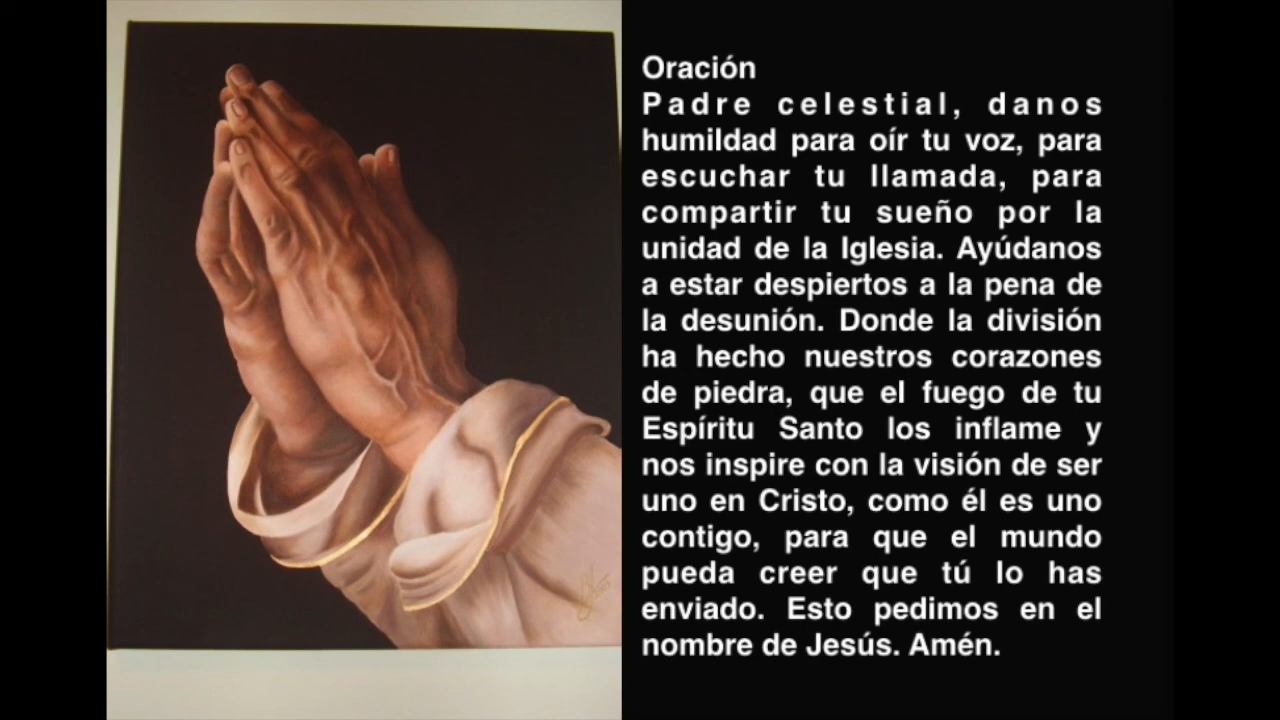 Oración
Padre celestial, danos
humildad para oír tu voz, para
escuchar tu llamada, para
compartir tu sueño por la
unidad de la Iglesia. Ayúdanos
a estar despiertos a la pena de
la desunión. Donde la división
ha hecho nuestros corazones
de piedra, que el fuego de tu
Espíritu Santo los inflame y
nos inspire con la visión de ser
uno en Cristo, como él es uno
contigo, para que el mundo
pueda creer que tú lo has
enviado. Esto pedimos en el
nombre de Jesús. Amén.